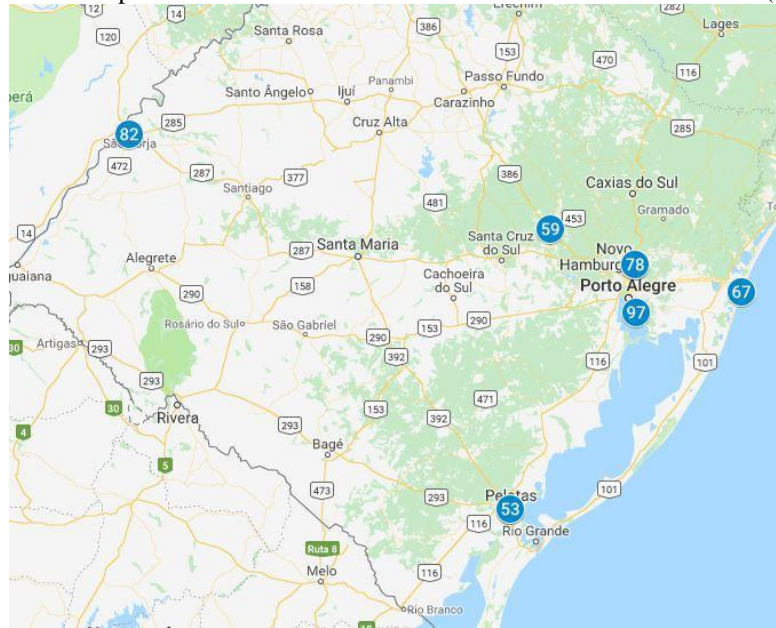 12
14
Erechim
282
Lages
120
386
Santa Rosa
153
470
116
Panambi
Passo Fundo
Santo Ângelo
Ijuí
Carazinho
82
285
Cruz Alta
285
472
287
377
386
Caxias do Sul
Santiago
481
Gramado
59
453
14
Santa Maria
287
Santa Cruz
do Sul
Novo
Hamburgo
78
Alegrete
Cachoeira
do Sul
Porto Alegre
67
290
158
97
Rosário do Sul
São Gabriel
290
153
290
30
Artigas
293
392
116
101
293
471
30
Rivera
153
392
4
293
Bagé
5
473
293
Pelotas
101
53
116
Rio Grande
Ruta 8
Melo
116
Rio Branco